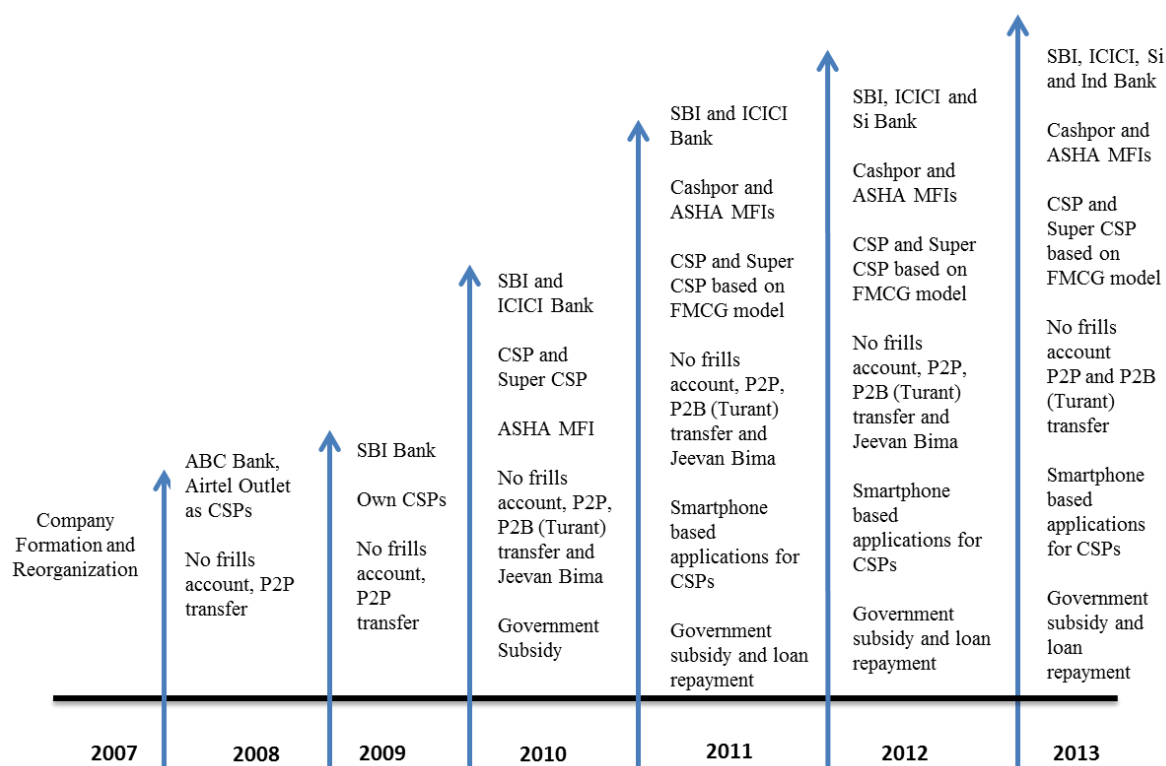 Company
Formation and
Reorganization
ABC Bank,
Airtel Outlet
as CSPs
No frills
account, P2P
transfer
SBI Bank
Own CSPs
No frills
account,
P2P
transfer
SBI and
ICICI Bank
CSP and
Super CSP
ASHA MFI
No frills
account, P2P,
P2B (Turant)
transfer and
Jeevan Bima
Government
Subsidy
SBI and ICICI
Bank
Cashpor and
ASHA MFIs
CSP and Super
CSP based on
FMCG model
No frills
account, P2P,
P2B (Turant)
transfer and
Jeevan Bima
Smartphone
based
applications for
CSPs
Government
subsidy and loan
repayment
SBI, ICICI and
Si Bank
Cashpor and
ASHA MFIs
CSP and Super
CSP based on
FMCG model
No frills
account, P2P,
P2B (Turant)
transfer and
Jeevan Bima
Smartphone
based
applications for
CSPs
Government
subsidy and loan
repayment
SBI, ICICI, Si
and Ind Bank
Cashpor and
ASHA MFIs
CSP and
Super CSP
based on
FMCG model
No frills
account
P2P and P2B
(Turant)
transfer
Smartphone
based
applications
for CSPs
Government
subsidy and
loan
repayment
2007 2008 2009 2010 2011 2012 2013